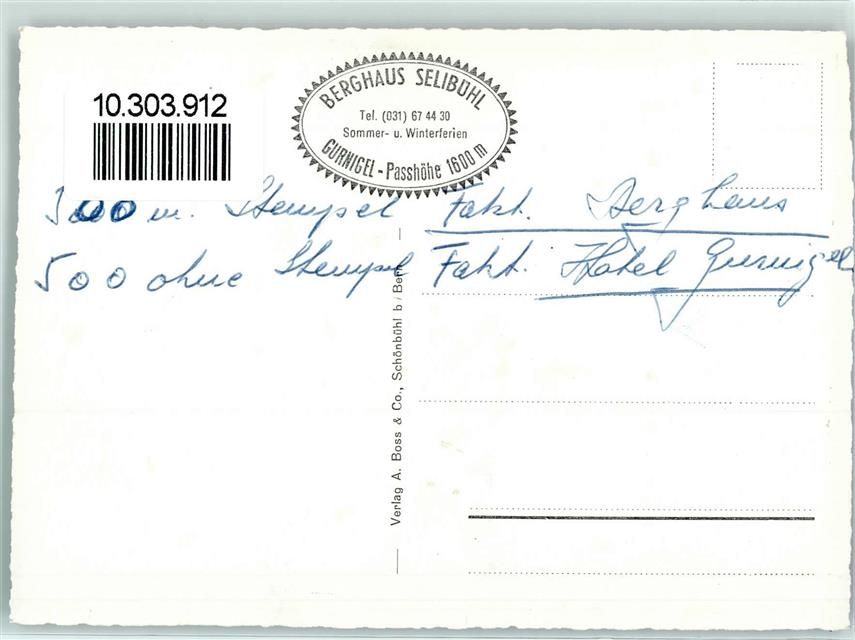 10.303.912
BERGHAUS SELIBÜHL
Tel. (031) 67 44 30
Sommer- u. Winterferien
GURNIGEL - Passhöhe 1600 m
300 m. Stempel Fakt. Berghaus
500 ohne Stempel Fakt. Hotel Gurnigel
Verlag A. Boss & Co., Schönbühl b/Bern